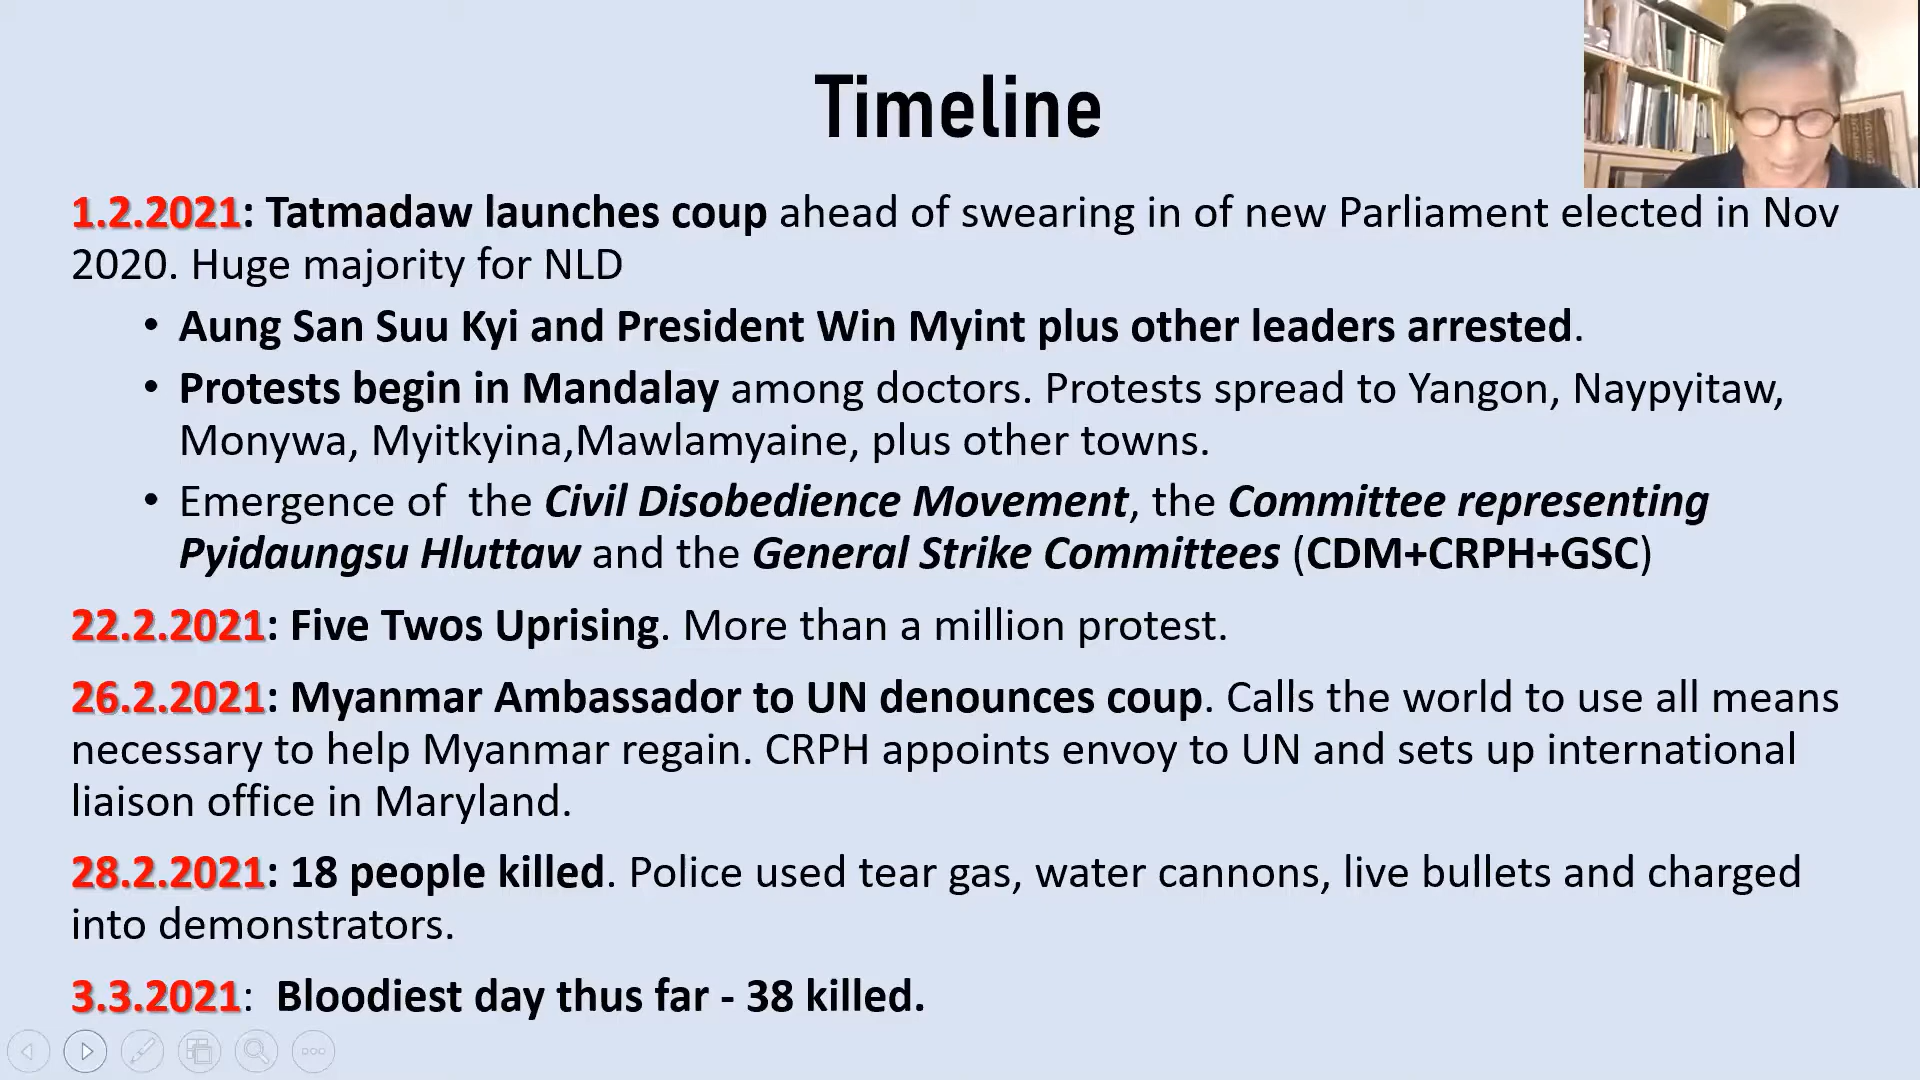 Timeline
1.2.2021: Tatmadaw launches coup ahead of swearing in of new Parliament elected in Nov
2020. Huge majority for NLD
• Aung San Suu Kyi and President Win Myint plus other leaders arrested.
• Protests begin in Mandalay among doctors. Protests spread to Yangon, Naypyitaw,
Monywa, Myitkyina,Mawlamyaine, plus other towns.
• Emergence of  the Civil Disobedience Movement, the Committee representing
Pyidaungsu Hluttaw and the General Strike Committees (CDM+CRPH+GSC)
22.2.2021: Five Twos Uprising. More than a million protest.
26.2.2021: Myanmar Ambassador to UN denounces coup. Calls the world to use all means
necessary to help Myanmar regain. CRPH appoints envoy to UN and sets up international
liaison office in Maryland.
28.2.2021: 18 people killed. Police used tear gas, water cannons, live bullets and charged
into demonstrators.
3.3.2021:  Bloodiest day thus far - 38 killed.